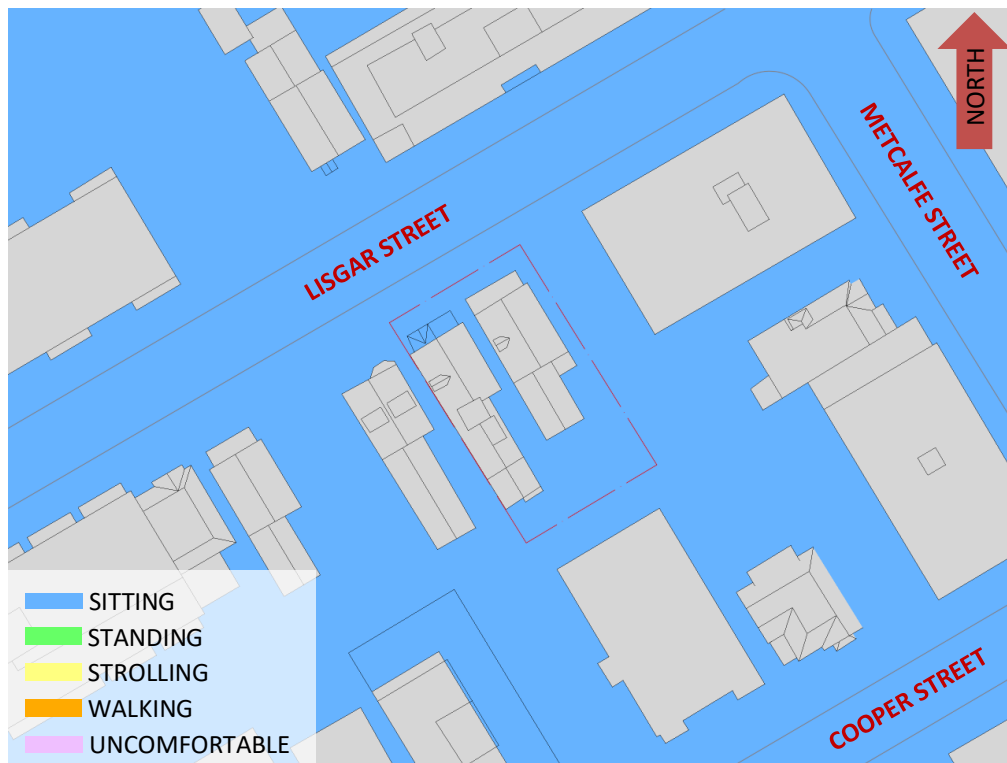 NORTH
METCALFE STREET
LISGAR STREET
SITTING
STANDING
STROLLING
WALKING
UNCOMFORTABLE
COOPER STREET